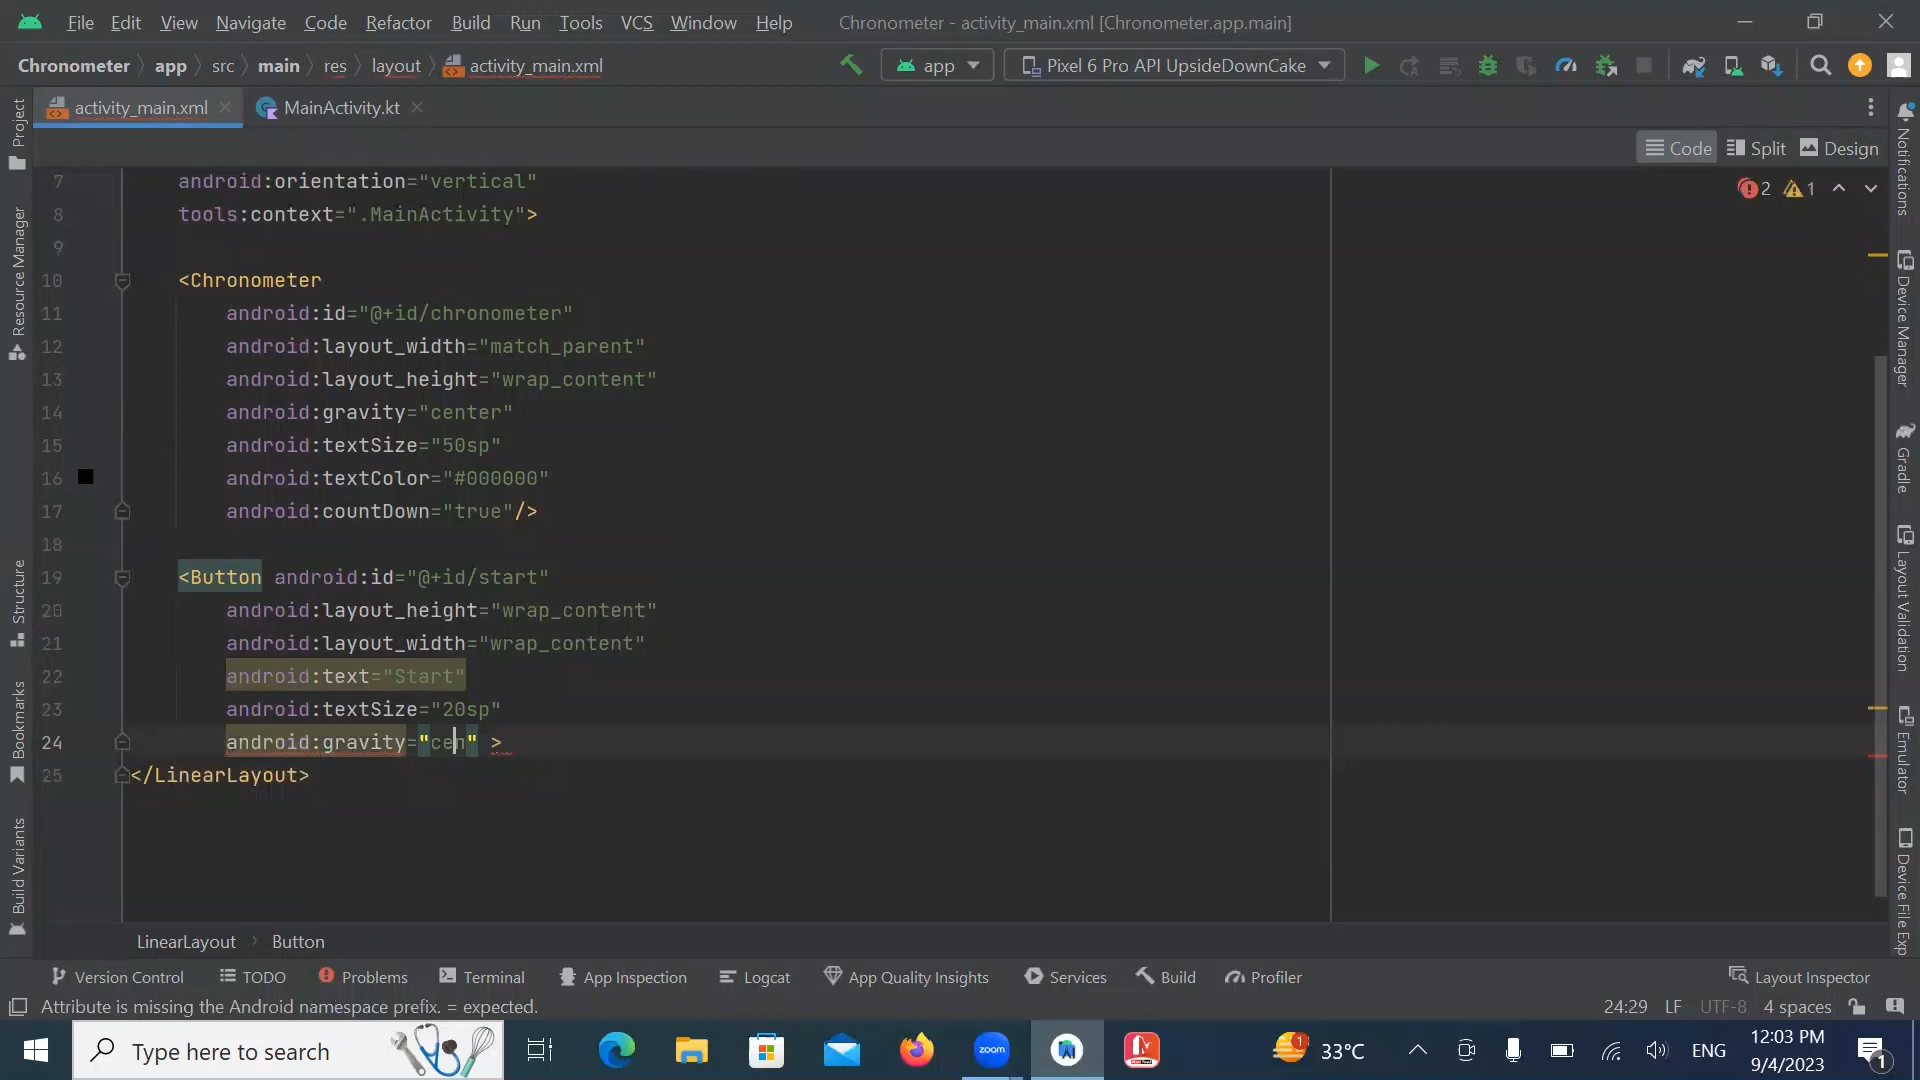 File Edit View Navigate Code Refactor Build Run Tools VCS Window Help Chronometer - activity_main.xml [Chronometer.app.main]
Chronometer app src main res layout activity_main.xml app Pixel 6 Pro API UpsideDownCake
activity_main.xml MainActivity.kt
Code Split Design
2 1
7 android:orientation="vertical"
8 tools:context=".MainActivity">
9
10 <Chronometer
11 android:id="@+id/chronometer"
12 android:layout_width="match_parent"
13 android:layout_height="wrap_content"
14 android:gravity="center"
15 android:textSize="50sp"
16 android:textColor="#000000"
17 android:countDown="true"/>
18
19 <Button android:id="@+id/start"
20 android:layout_height="wrap_content"
21 android:layout_width="wrap_content"
22 android:text="Start"
23 android:textSize="20sp"
24 android:gravity="cen" >
25 </LinearLayout>
Project
Resource Manager
Structure
Bookmarks
Build Variants
Notifications
Device Manager
Gradle
Layout Validation
Emulator
Device File Exp
LinearLayout Button
Version Control TODO Problems Terminal App Inspection Logcat App Quality Insights Services Build Profiler Layout Inspector
Attribute is missing the Android namespace prefix. = expected. 24:29 LF UTF-8 4 spaces
Type here to search zoom 1 33°C ENG 12:03 PM
9/4/2023 1